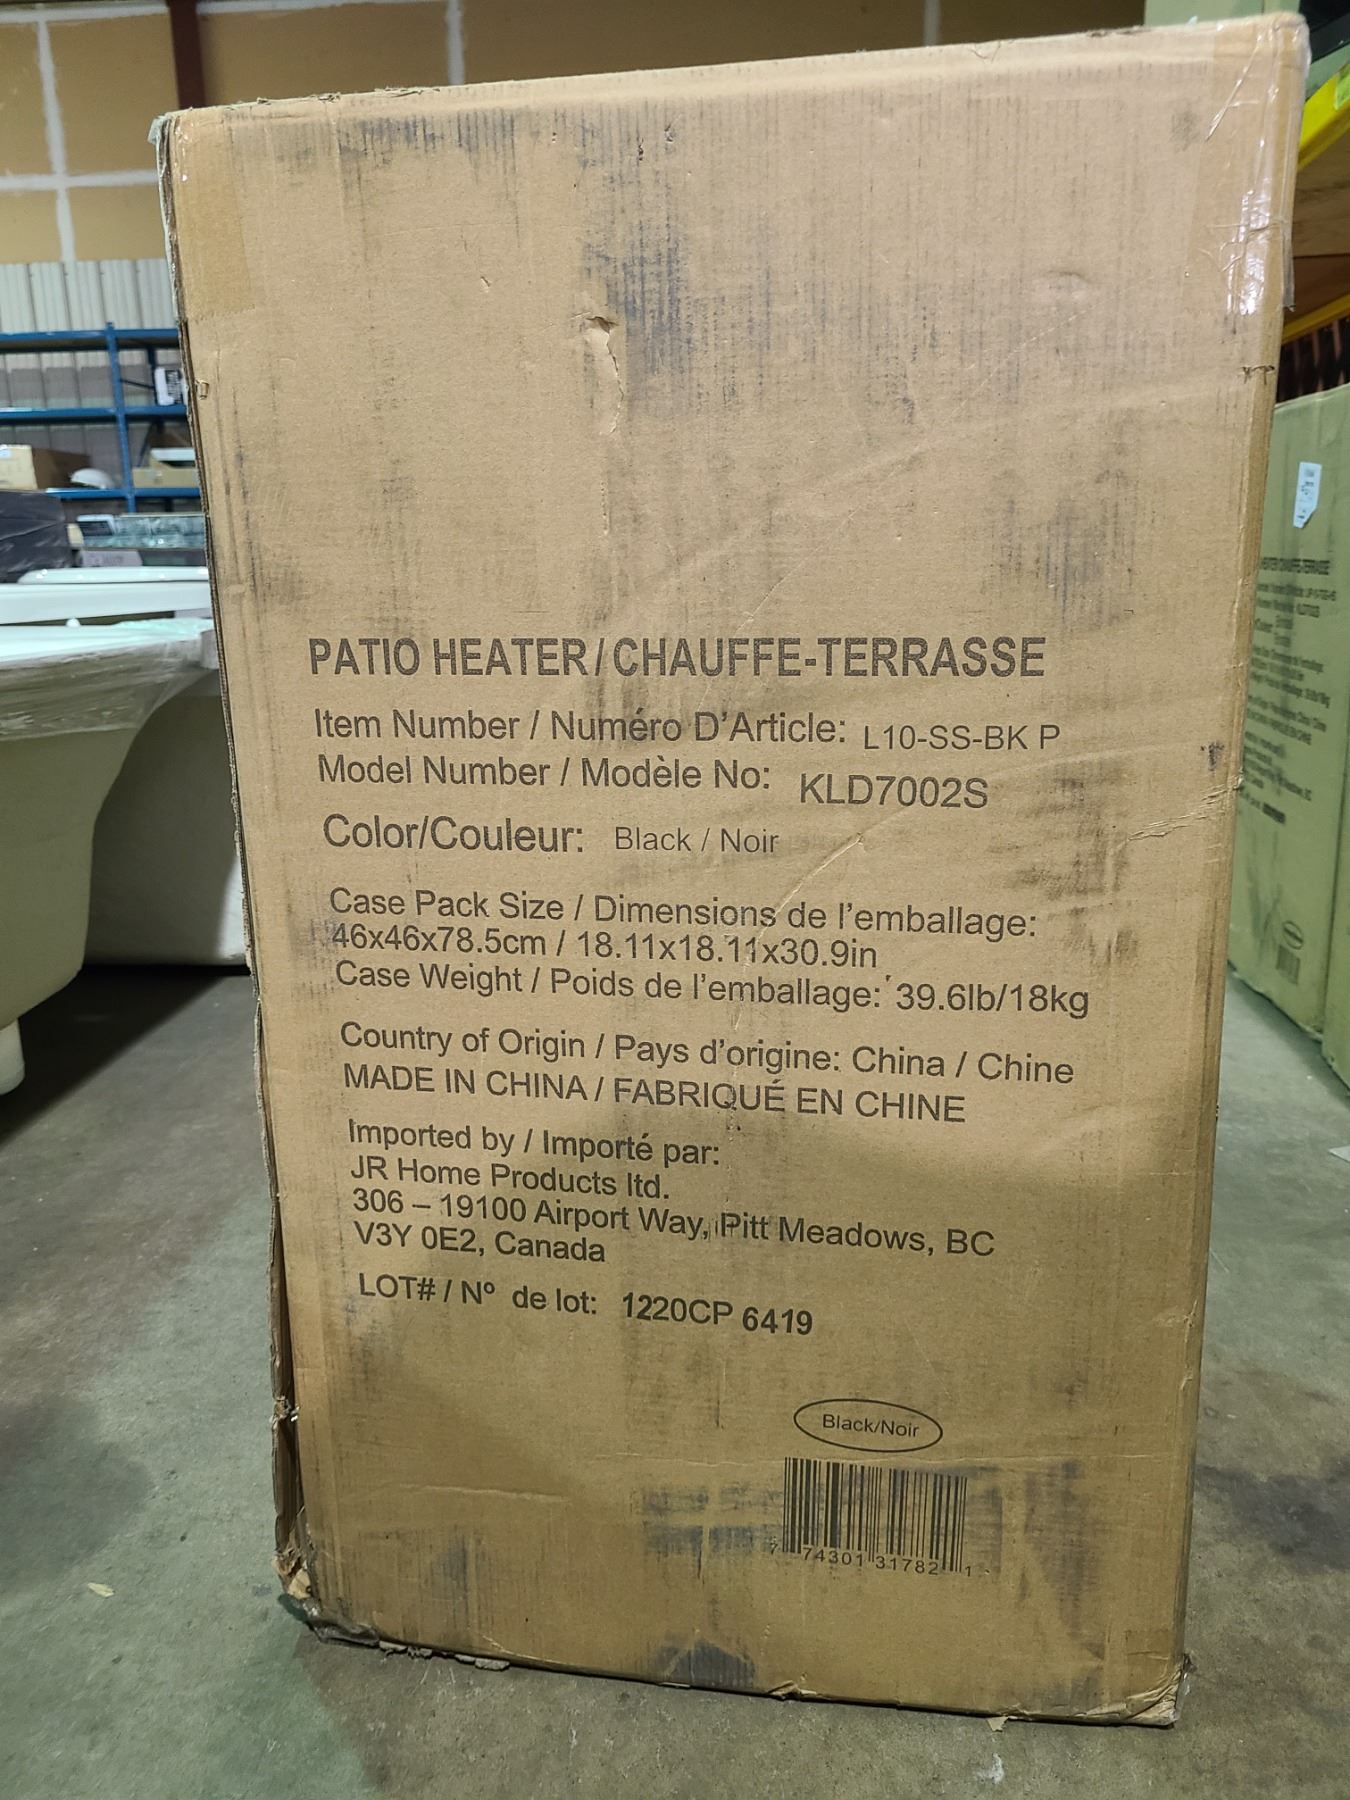 PATIO HEATER/CHAUFFE-TERRASSE
Item Number / Numéro D'Article: L10-SS-BK P
Model Number / Modèle No: KLD7002S
Color/Couleur: Black / Noir
Case Pack Size / Dimensions de l'emballage:
46x46x78.5cm / 18.11x18.11x30.9in
Case Weight / Poids de l'emballage: 39.6lb/18kg
Country of Origin / Pays d'origine: China / Chine
MADE IN CHINA / FABRIQUÉ EN CHINE
Imported by / Importé par:
JR Home Products ltd.
306 – 19100 Airport Way, Pitt Meadows, BC
V3Y 0E2, Canada
LOT# / Nº de lot: 1220CP 6419
Black/Noir
7 74301 31782 1
HEATER/CHAUFFE-TERRASSE